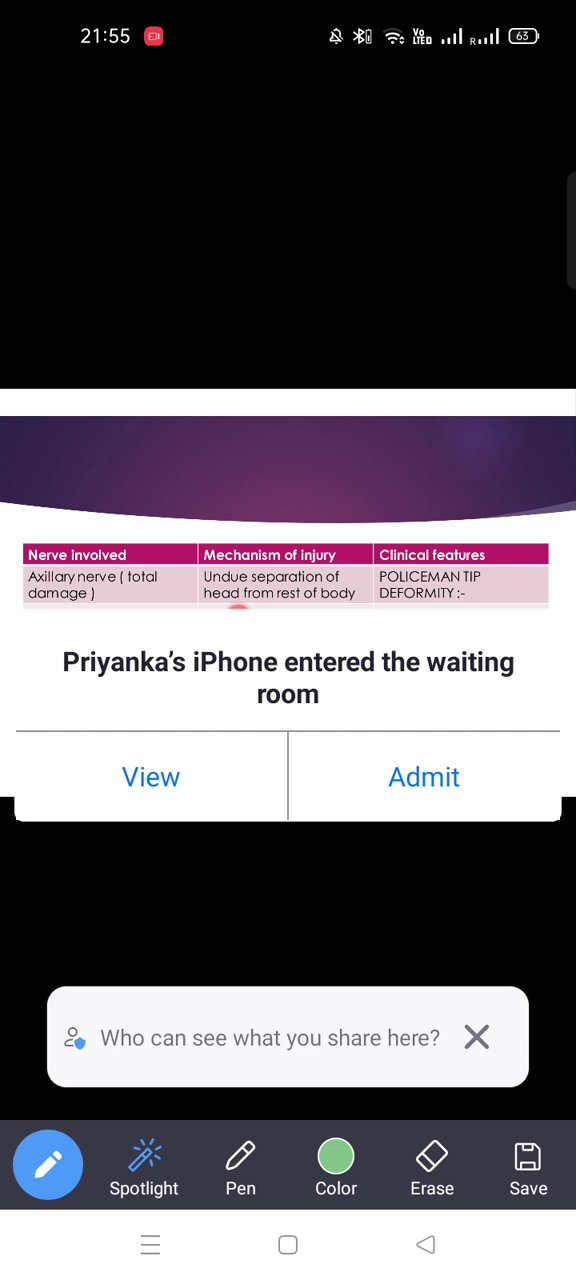 21:55
Vo
LTED
R
63
Nerve involved
Mechanism of injury
Clinical features
Axillary nerve ( total
damage )
Undue separation of
head from rest of body
POLICEMAN TIP
DEFORMITY :-
Priyanka’s iPhone entered the waiting
room
View
Admit
Who can see what you share here?
Spotlight
Pen
Color
Erase
Save